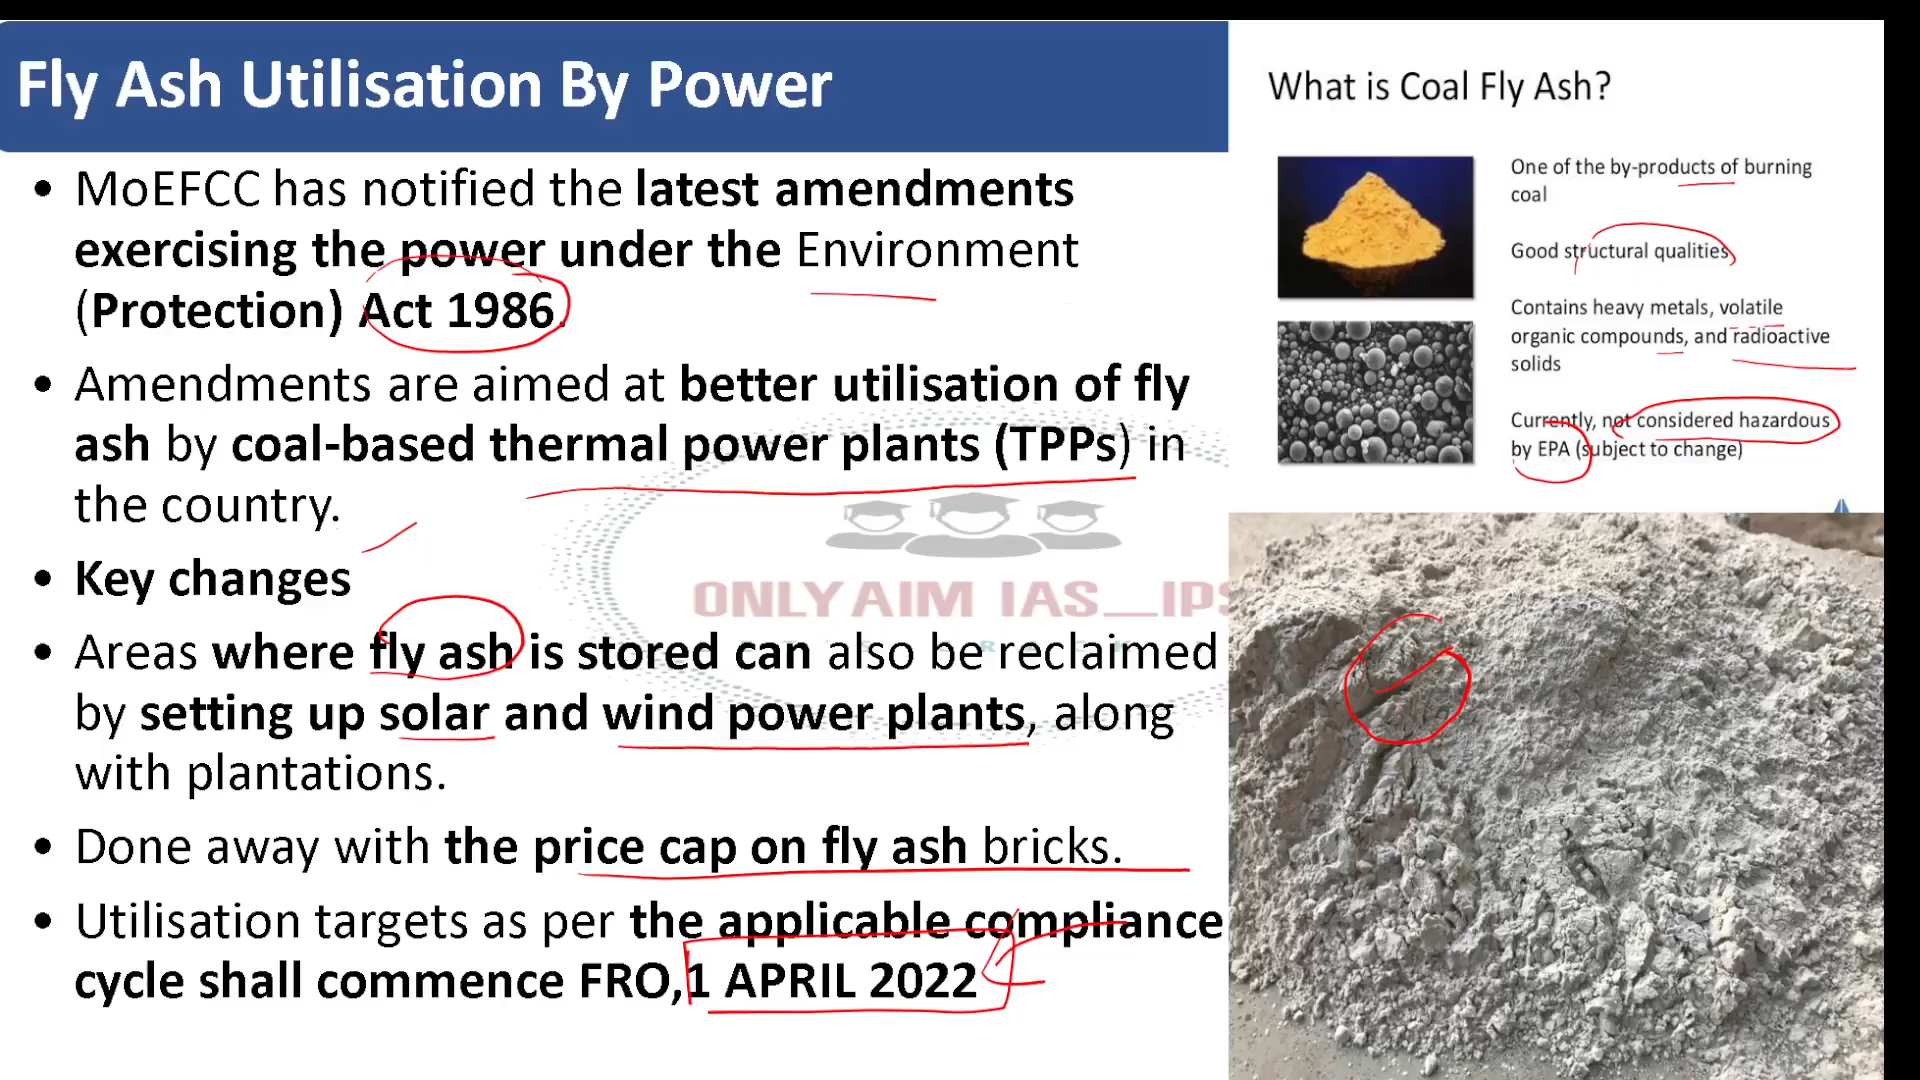 Fly Ash Utilisation By Power
• MoEFCC has notified the latest amendments
exercising the power under the Environment
(Protection) Act 1986.
• Amendments are aimed at better utilisation of fly
ash by coal-based thermal power plants (TPPs) in
the country.
• Key changes
• Areas where fly ash is stored can also be reclaimed
by setting up solar and wind power plants, along
with plantations.
• Done away with the price cap on fly ash bricks.
• Utilisation targets as per the applicable compliance
cycle shall commence FRO,1 APRIL 2022
What is Coal Fly Ash?
One of the by-products of burning
coal
Good structural qualities
Contains heavy metals, volatile
organic compounds, and radioactive
solids
Currently, not considered hazardous
by EPA (subject to change)
ONLY AIM IAS__IPS